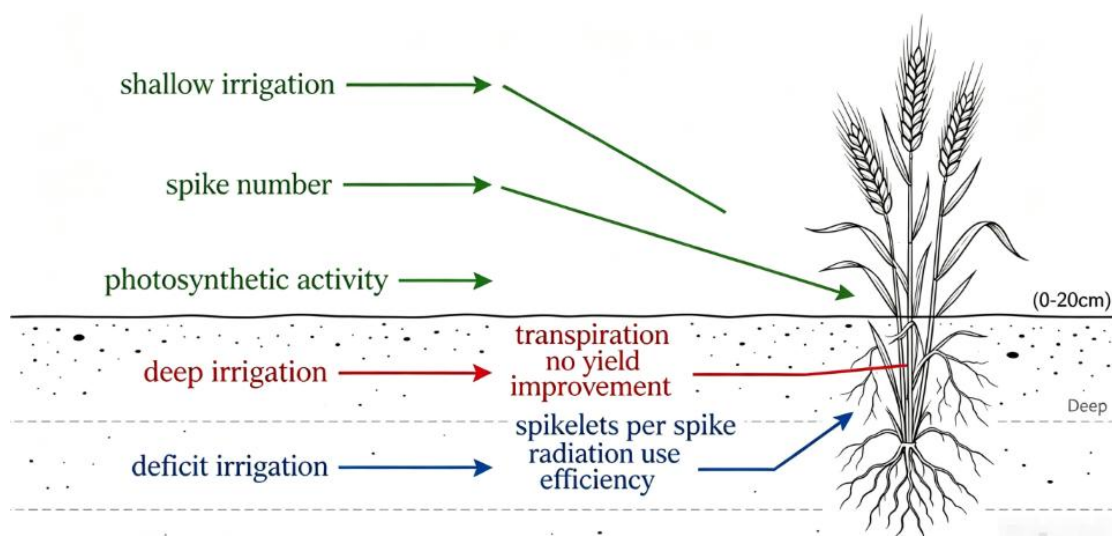 shallow irrigation
spike number
photosynthetic activity
(0-20cm)
deep irrigation
transpiration
no yield
improvement
Deep
deficit irrigation
spikelets per spike
radiation use
efficiency